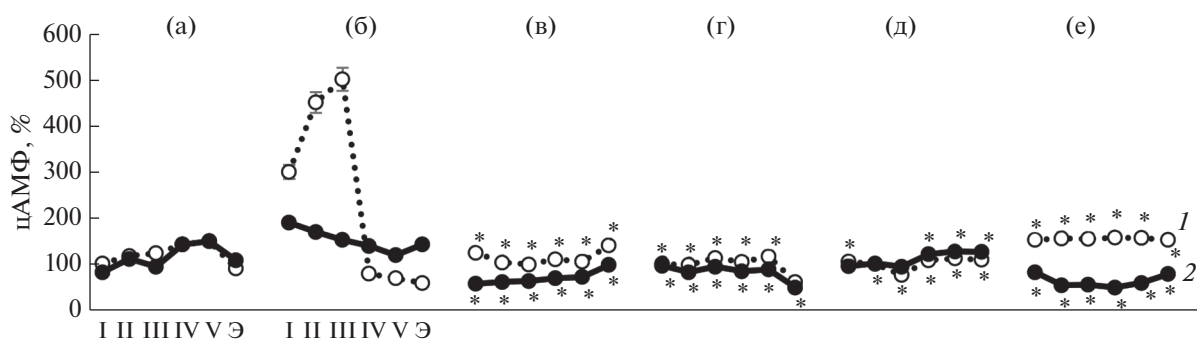 (а) (б) (в) (г) (д) (е)
цАМФ, %
600
500
400
300
200
100
0
* * * * * *
* * * * * *
* * * * *
* * * * * *
* * * * *
* * * * * *
* * * * * *
1
2
I II III IV V Э
I II III IV V Э